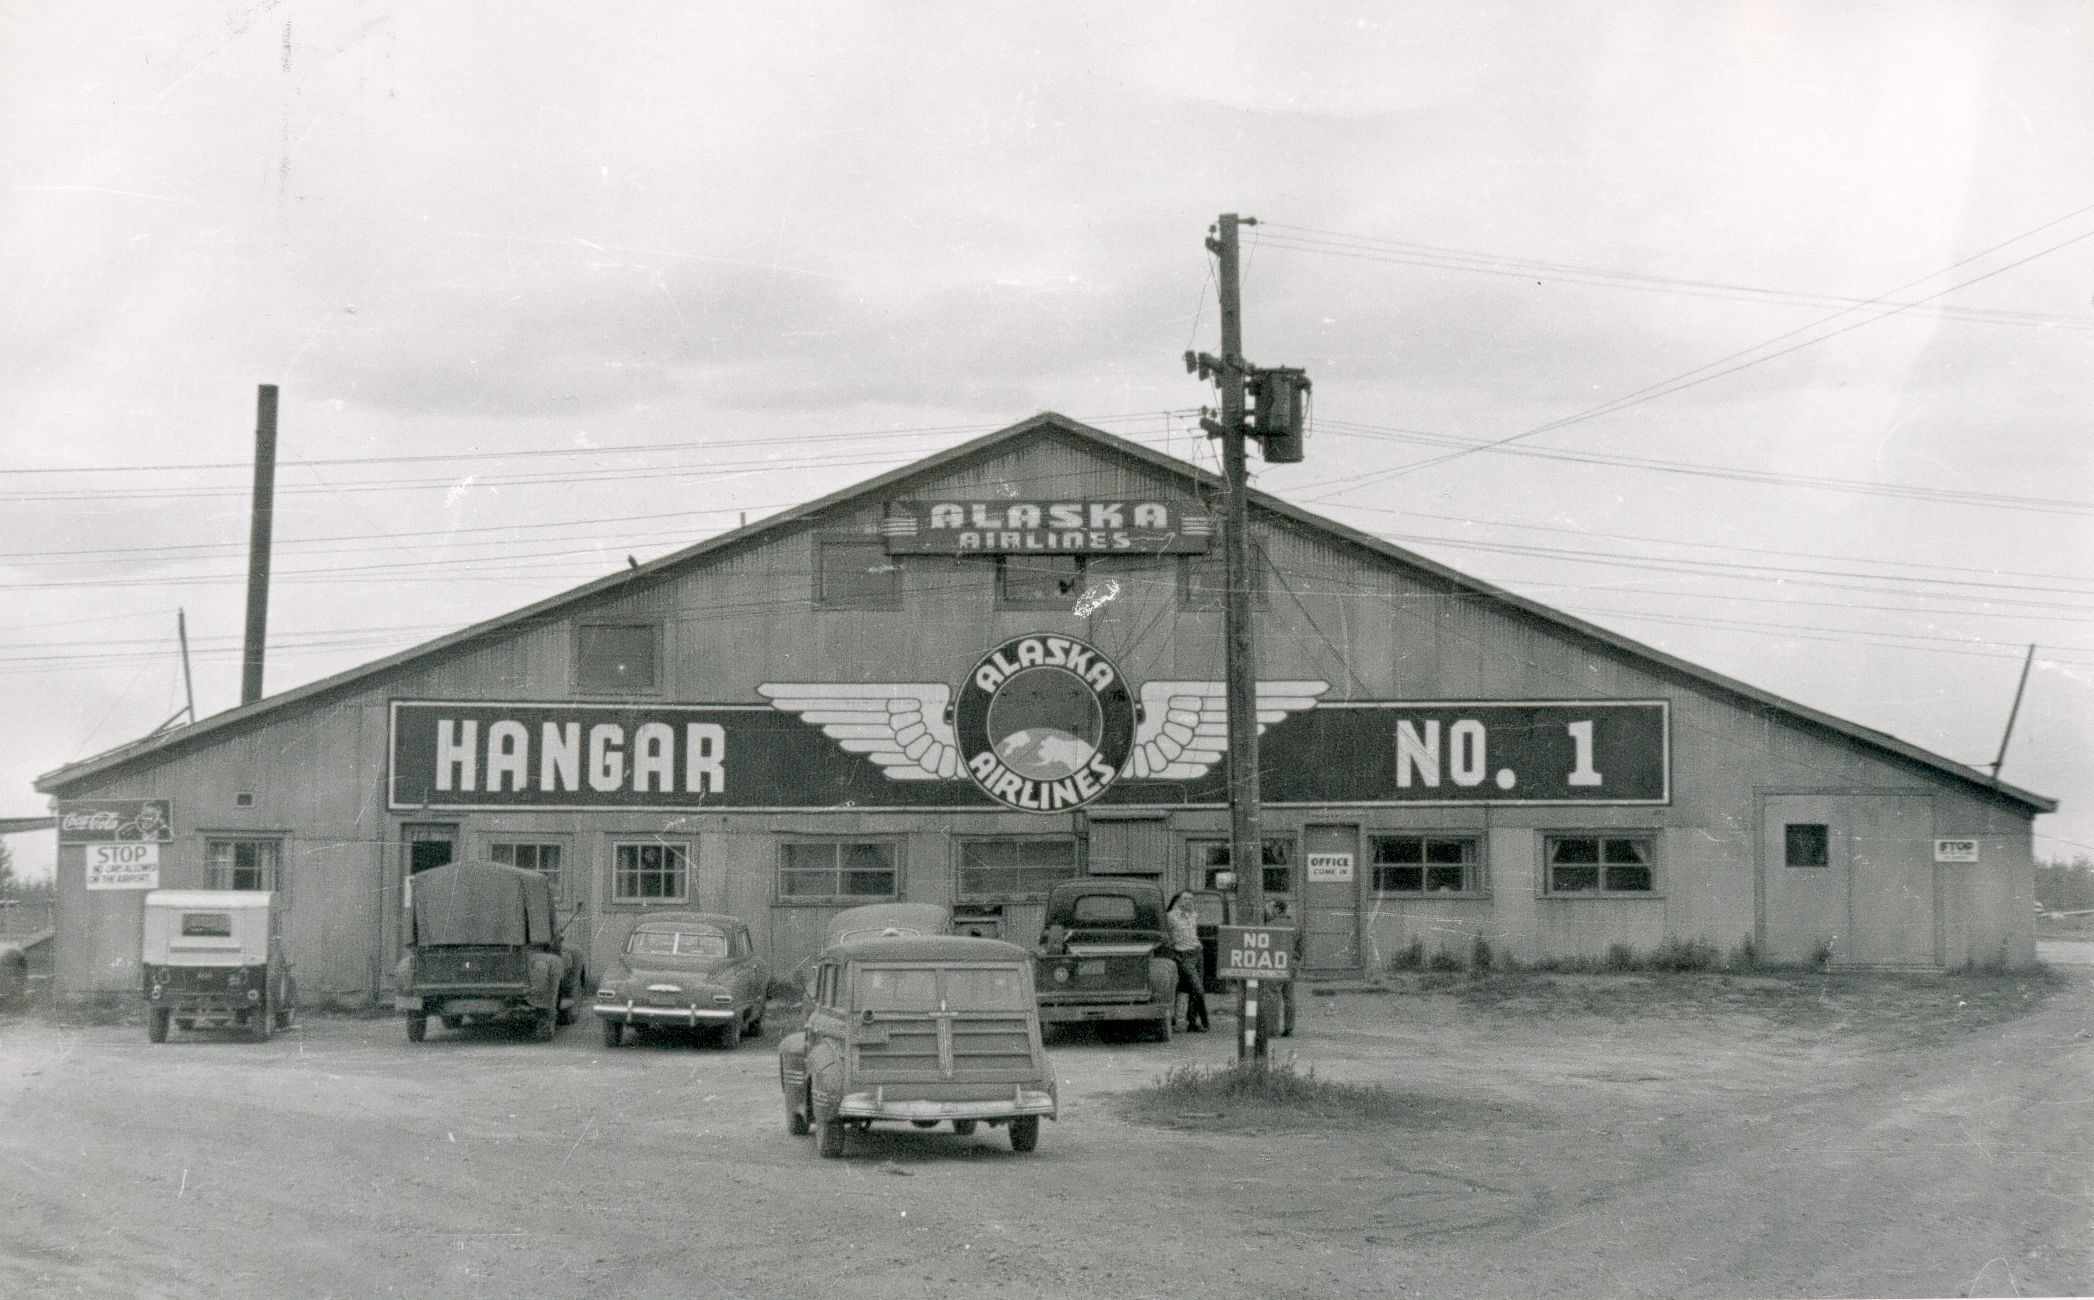 ALASKA
AIRLINES
ALASKA
AIRLINES
HANGAR
NO. 1
Coca-Cola
STOP
NO CARS ALLOWED
ON THE AIRPORT.
OFFICE
COME IN
STOP
NO
ROAD